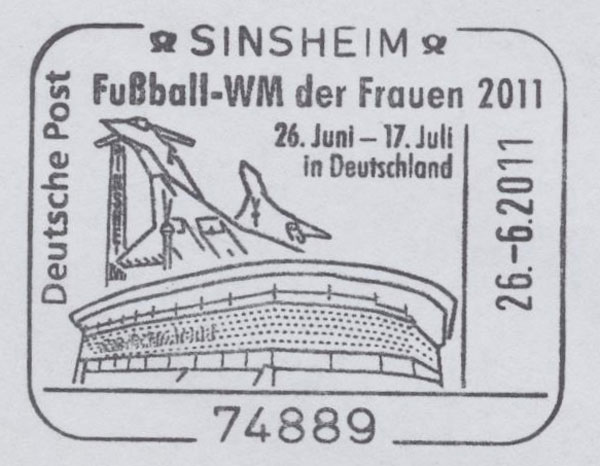 SINSHEIM
Fußball-WM der Frauen 2011
26. Juni – 17. Juli
in Deutschland
Deutsche Post
26.-6.2011
74889